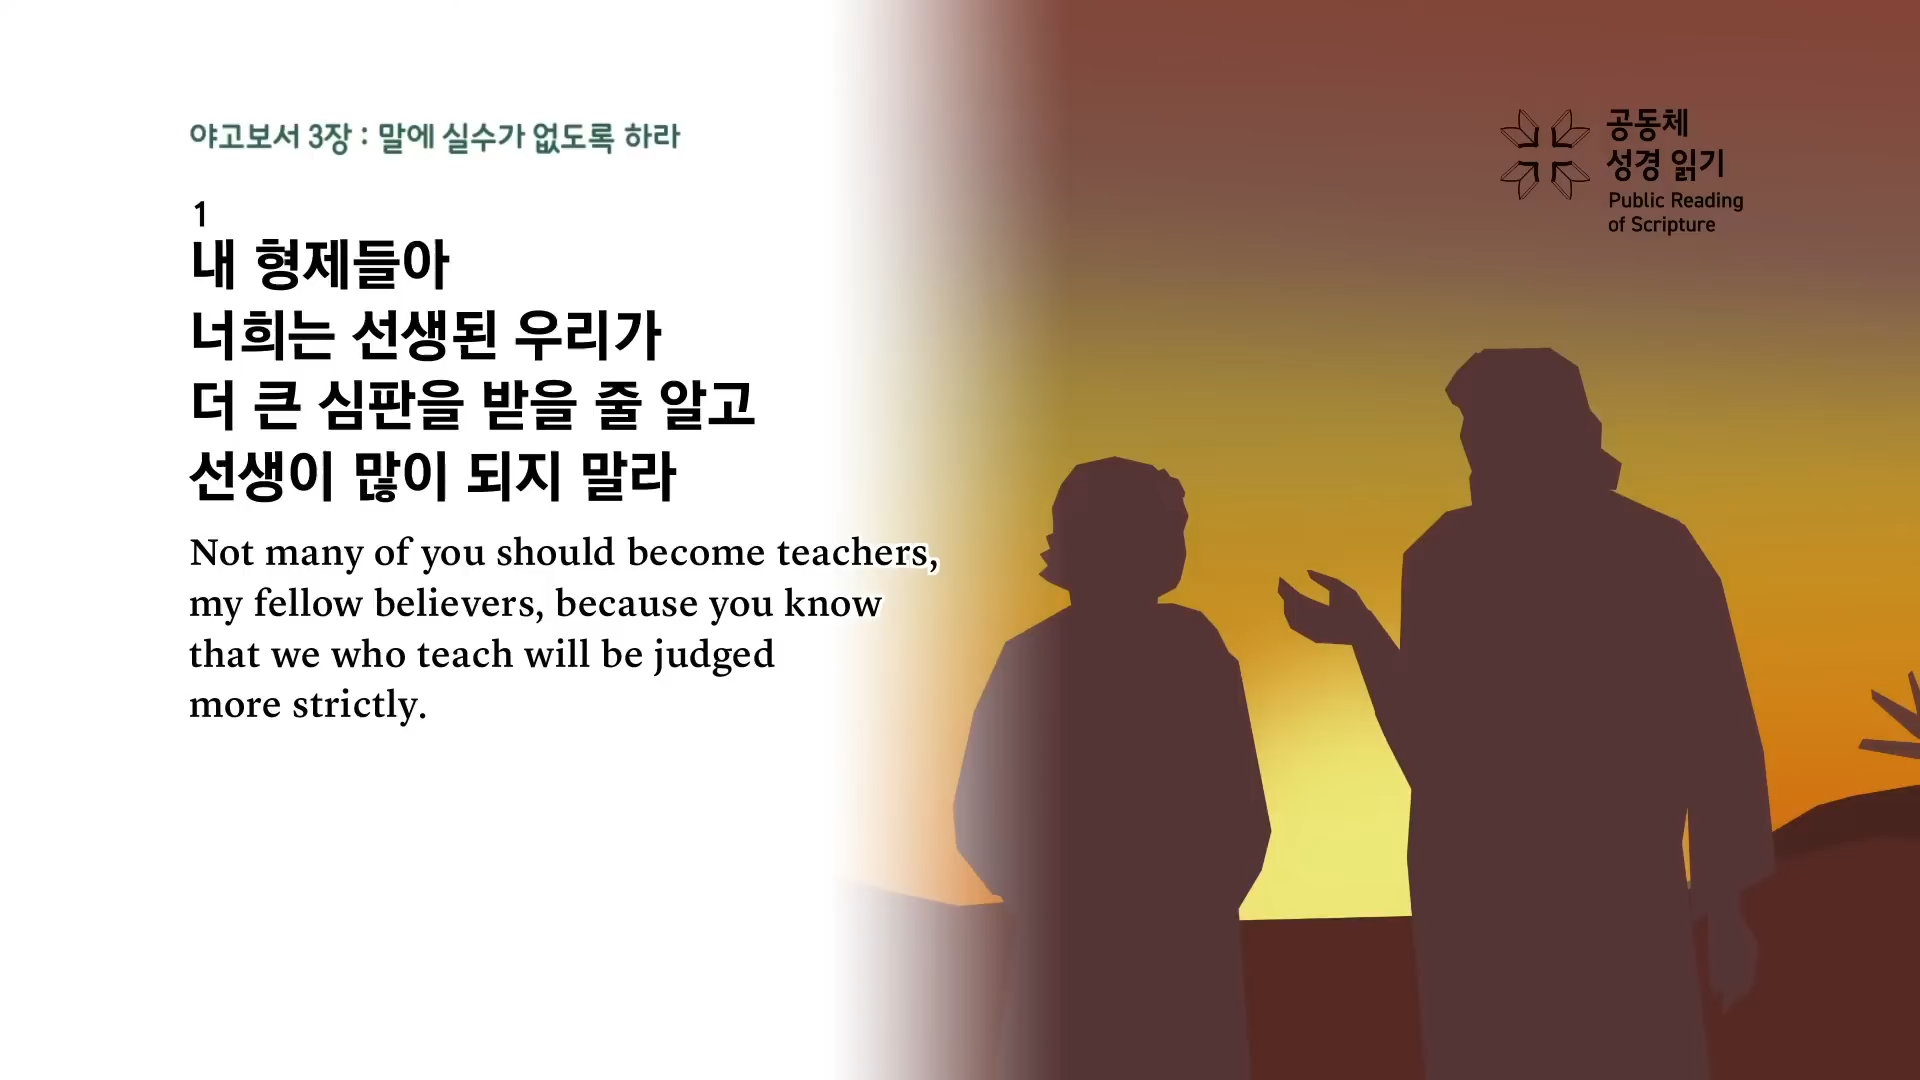 야고보서 3장 : 말에 실수가 없도록 하라
1
내 형제들아
너희는 선생된 우리가
더 큰 심판을 받을 줄 알고
선생이 많이 되지 말라
Not many of you should become teachers,
my fellow believers, because you know
that we who teach will be judged
more strictly.
공동체
성경 읽기
Public Reading
of Scripture